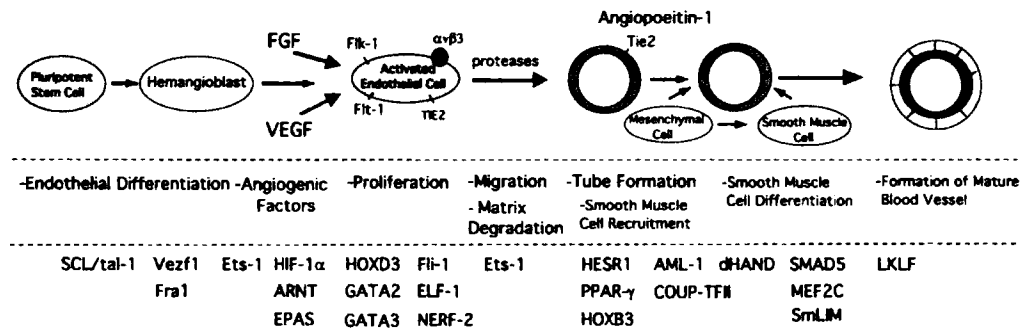 Angiopoeitin-1
FGF
Flk-1
αvβ3
Tie2
Pluripotent
Stem Cell
Hemangioblast
Activated
Endothelial Cell
proteases
VEGF
Flt-1
TIE2
Mesenchymal
Cell
Smooth Muscle
Cell
-Endothelial Differentiation
-Angiogenic
Factors
-Proliferation
-Migration
- Matrix
Degradation
-Tube Formation
-Smooth Muscle
Cell Recruitment
-Smooth Muscle
Cell Differentiation
-Formation of Mature
Blood Vessel
SCL/tal-1 Vezf1 Ets-1 HIF-1α HOXD3 Fli-1 Ets-1 HESR1 AML-1 dHAND SMAD5 LKLF
Fra1 ARNT GATA2 ELF-1 PPAR-γ COUP-TFII MEF2C
EPAS GATA3 NERF-2 HOXB3 SmLIM